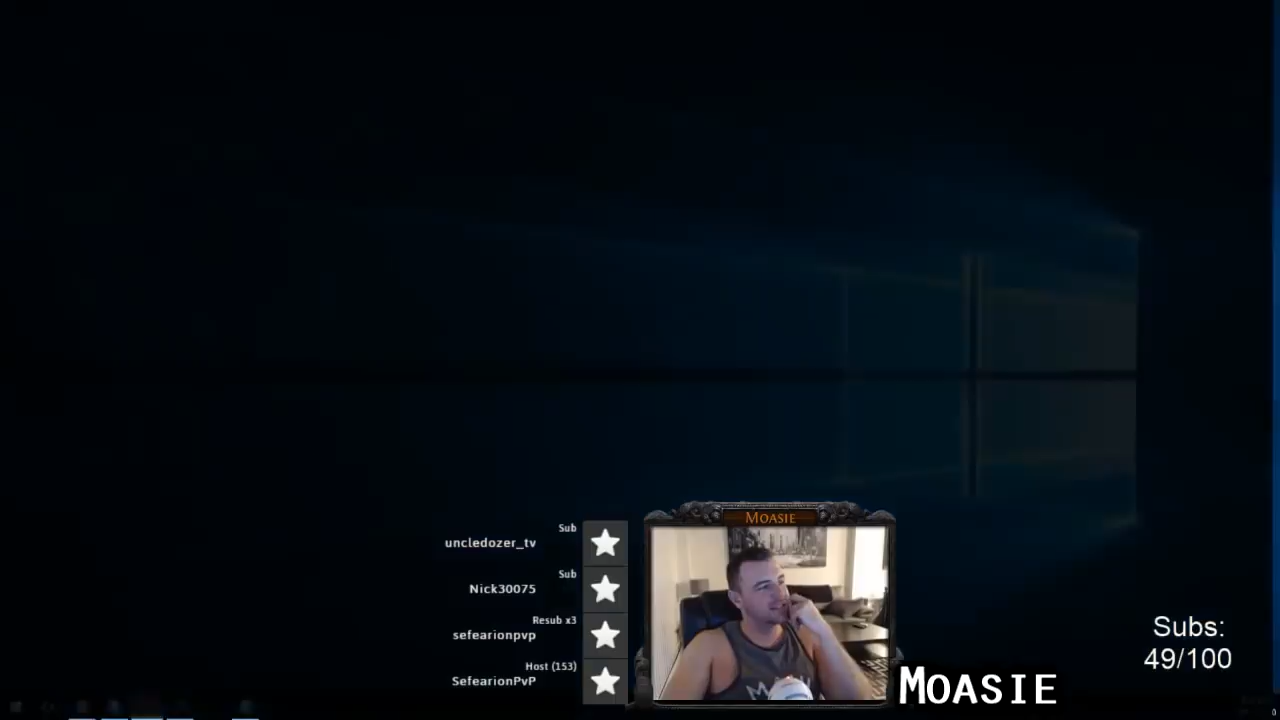 Moasie
Sub
uncledozer_tv
Sub
Nick30075
Resub x3
sefearionpvp
Host (153)
SefearionPvP
Subs:
49/100
Moasie